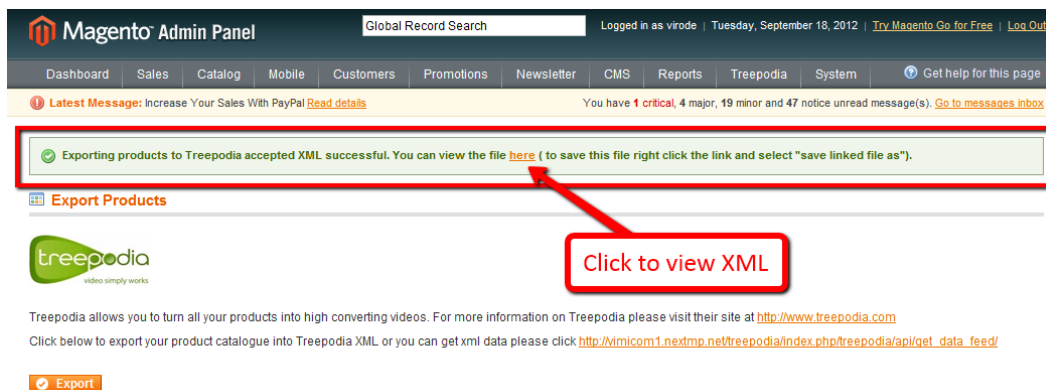 Magento™ Admin Panel
Global Record Search
Logged in as virode | Tuesday, September 18, 2012 | Try Magento Go for Free | Log Out
Dashboard Sales Catalog Mobile Customers Promotions Newsletter CMS Reports Treepodia System Get help for this page
Latest Message: Increase Your Sales With PayPal Read details You have 1 critical, 4 major, 19 minor and 47 notice unread message(s). Go to messages inbox
Exporting products to Treepodia accepted XML successful. You can view the file here ( to save this file right click the link and select "save linked file as").
Export Products
Click to view XML
treepodia
video simply works
Treepodia allows you to turn all your products into high converting videos. For more information on Treepodia please visit their site at http://www.treepodia.com
Click below to export your product catalogue into Treepodia XML or you can get xml data please click http://vimicom1.nextmp.net/treepodia/index.php/treepodia/api/get_data_feed/
Export